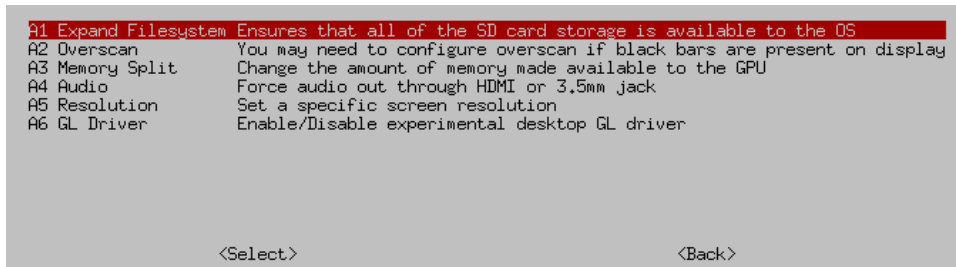 A1 Expand Filesystem Ensures that all of the SD card storage is available to the OS
A2 Overscan You may need to configure overscan if black bars are present on display
A3 Memory Split Change the amount of memory made available to the GPU
A4 Audio Force audio out through HDMI or 3.5mm jack
A5 Resolution Set a specific screen resolution
A6 GL Driver Enable/Disable experimental desktop GL driver
<Select> <Back>